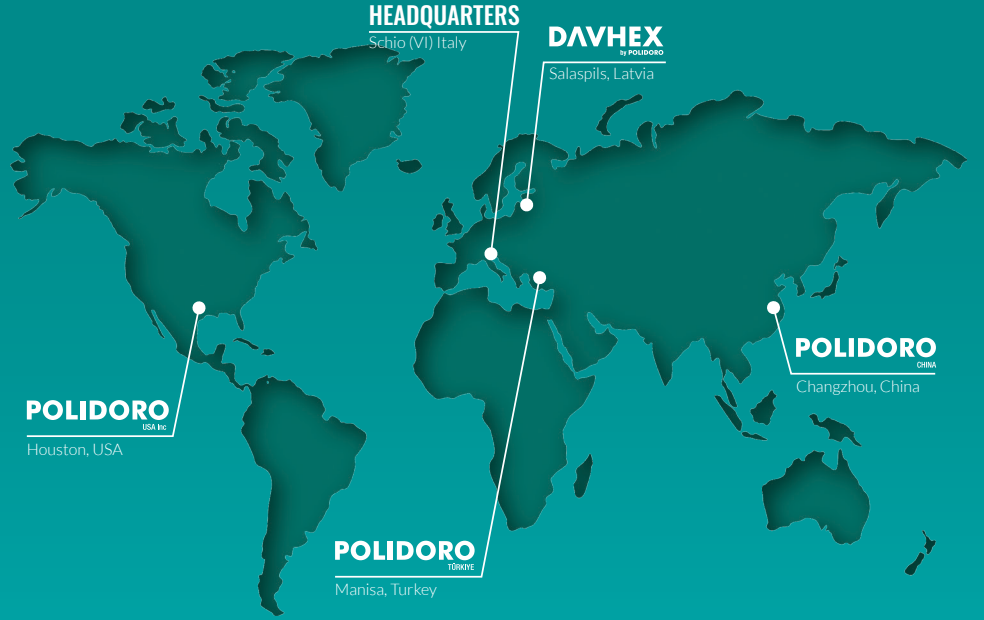 HEADQUARTERS
Schio (VI) Italy
DAVHEX
by POLIDORO
Salaspils, Latvia
POLIDORO
CHINA
Changzhou, China
POLIDORO
USA Inc
Houston, USA
POLIDORO
TÜRKIYE
Manisa, Turkey